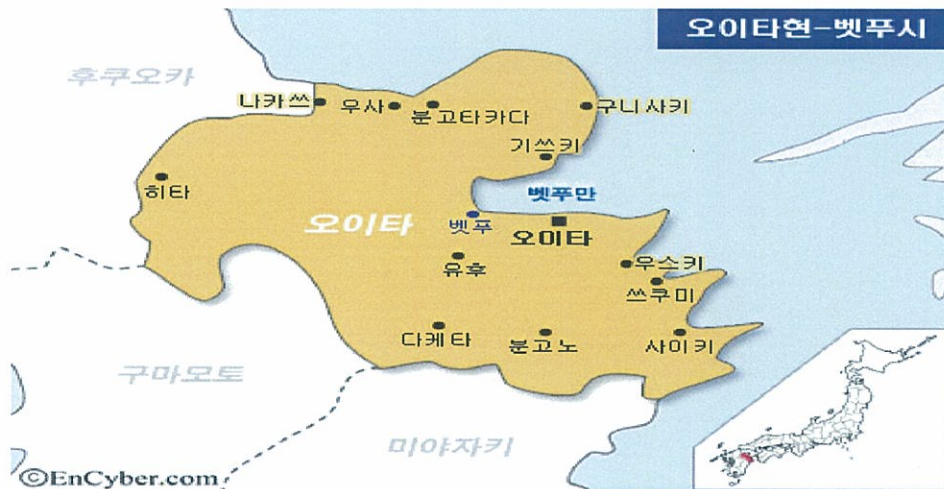 오이타현-벳푸시
후쿠오카
나카쓰
우사
분고타카다
구니사키
기쓰키
히타
벳푸만
오이타
벳푸
오이타
유후
우스키
쓰쿠미
다케타
분고노
사이키
구마모토
미야자키
©EnCyber.com